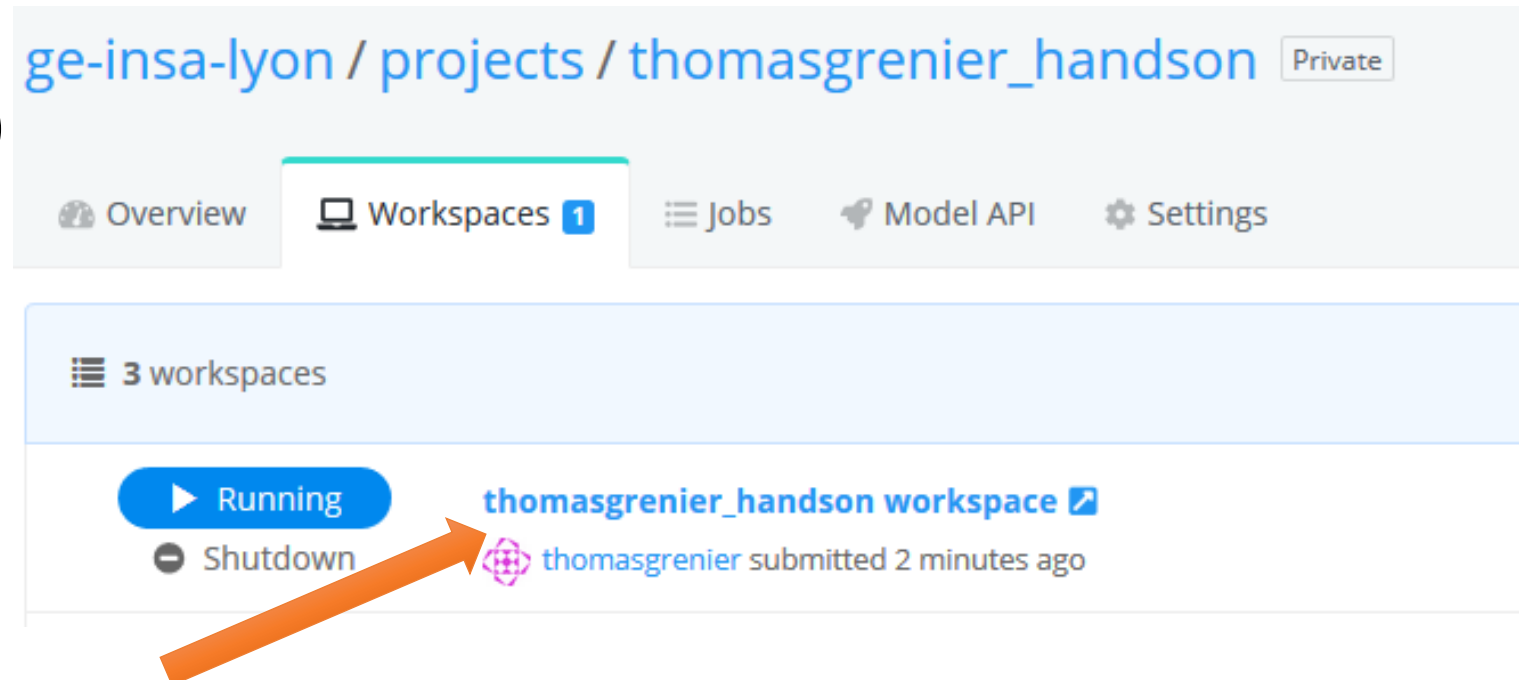 ge-insa-lyon / projects / thomasgrenier_handson Private
)
Overview Workspaces 1 Jobs Model API Settings
3 workspaces
Running thomasgrenier_handson workspace
Shutdown thomasgrenier submitted 2 minutes ago